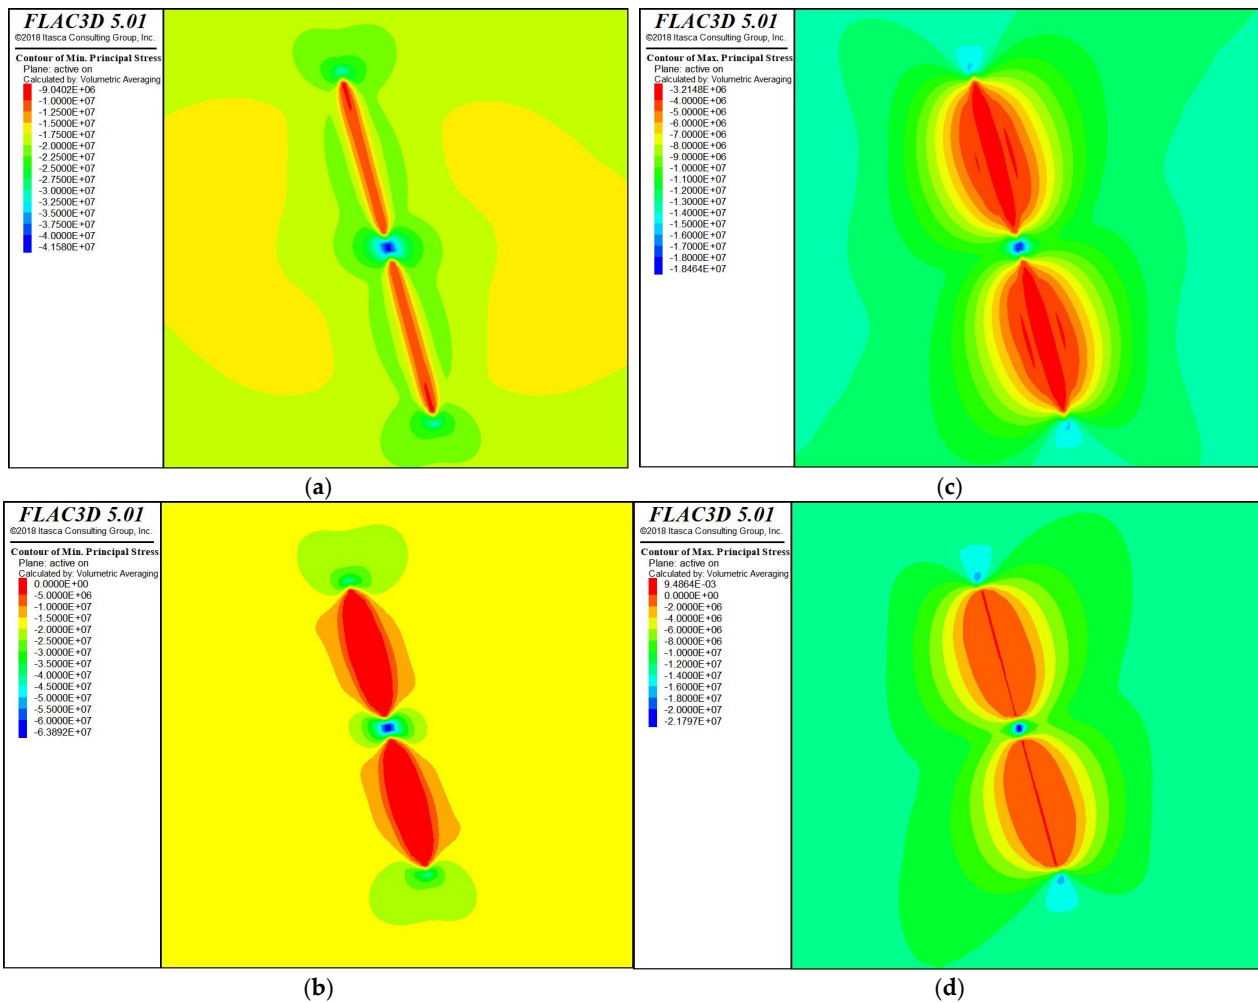 FLAC3D 5.01
©2018 Itasca Consulting Group, Inc.
Contour of Min. Principal Stress
Plane: active on
Calculated by: Volumetric Averaging
-9.0402E+06
-1.0000E+07
-1.2500E+07
-1.5000E+07
-1.7500E+07
-2.0000E+07
-2.2500E+07
-2.5000E+07
-2.7500E+07
-3.0000E+07
-3.2500E+07
-3.5000E+07
-3.7500E+07
-4.0000E+07
-4.1580E+07
(a)
FLAC3D 5.01
©2018 Itasca Consulting Group, Inc.
Contour of Max. Principal Stress
Plane: active on
Calculated by: Volumetric Averaging
-3.2148E+06
-4.0000E+06
-5.0000E+06
-6.0000E+06
-7.0000E+06
-8.0000E+06
-9.0000E+06
-1.0000E+07
-1.1000E+07
-1.2000E+07
-1.3000E+07
-1.4000E+07
-1.5000E+07
-1.6000E+07
-1.7000E+07
-1.8000E+07
-1.8464E+07
(c)
FLAC3D 5.01
©2018 Itasca Consulting Group, Inc.
Contour of Min. Principal Stress
Plane: active on
Calculated by: Volumetric Averaging
0.0000E+00
-5.0000E+06
-1.0000E+07
-1.5000E+07
-2.0000E+07
-2.5000E+07
-3.0000E+07
-3.5000E+07
-4.0000E+07
-4.5000E+07
-5.0000E+07
-5.5000E+07
-6.0000E+07
-6.3892E+07
(b)
FLAC3D 5.01
©2018 Itasca Consulting Group, Inc.
Contour of Max. Principal Stress
Plane: active on
Calculated by: Volumetric Averaging
9.4864E-03
0.0000E+00
-2.0000E+06
-4.0000E+06
-6.0000E+06
-8.0000E+06
-1.0000E+07
-1.2000E+07
-1.4000E+07
-1.6000E+07
-1.8000E+07
-2.0000E+07
-2.1797E+07
(d)